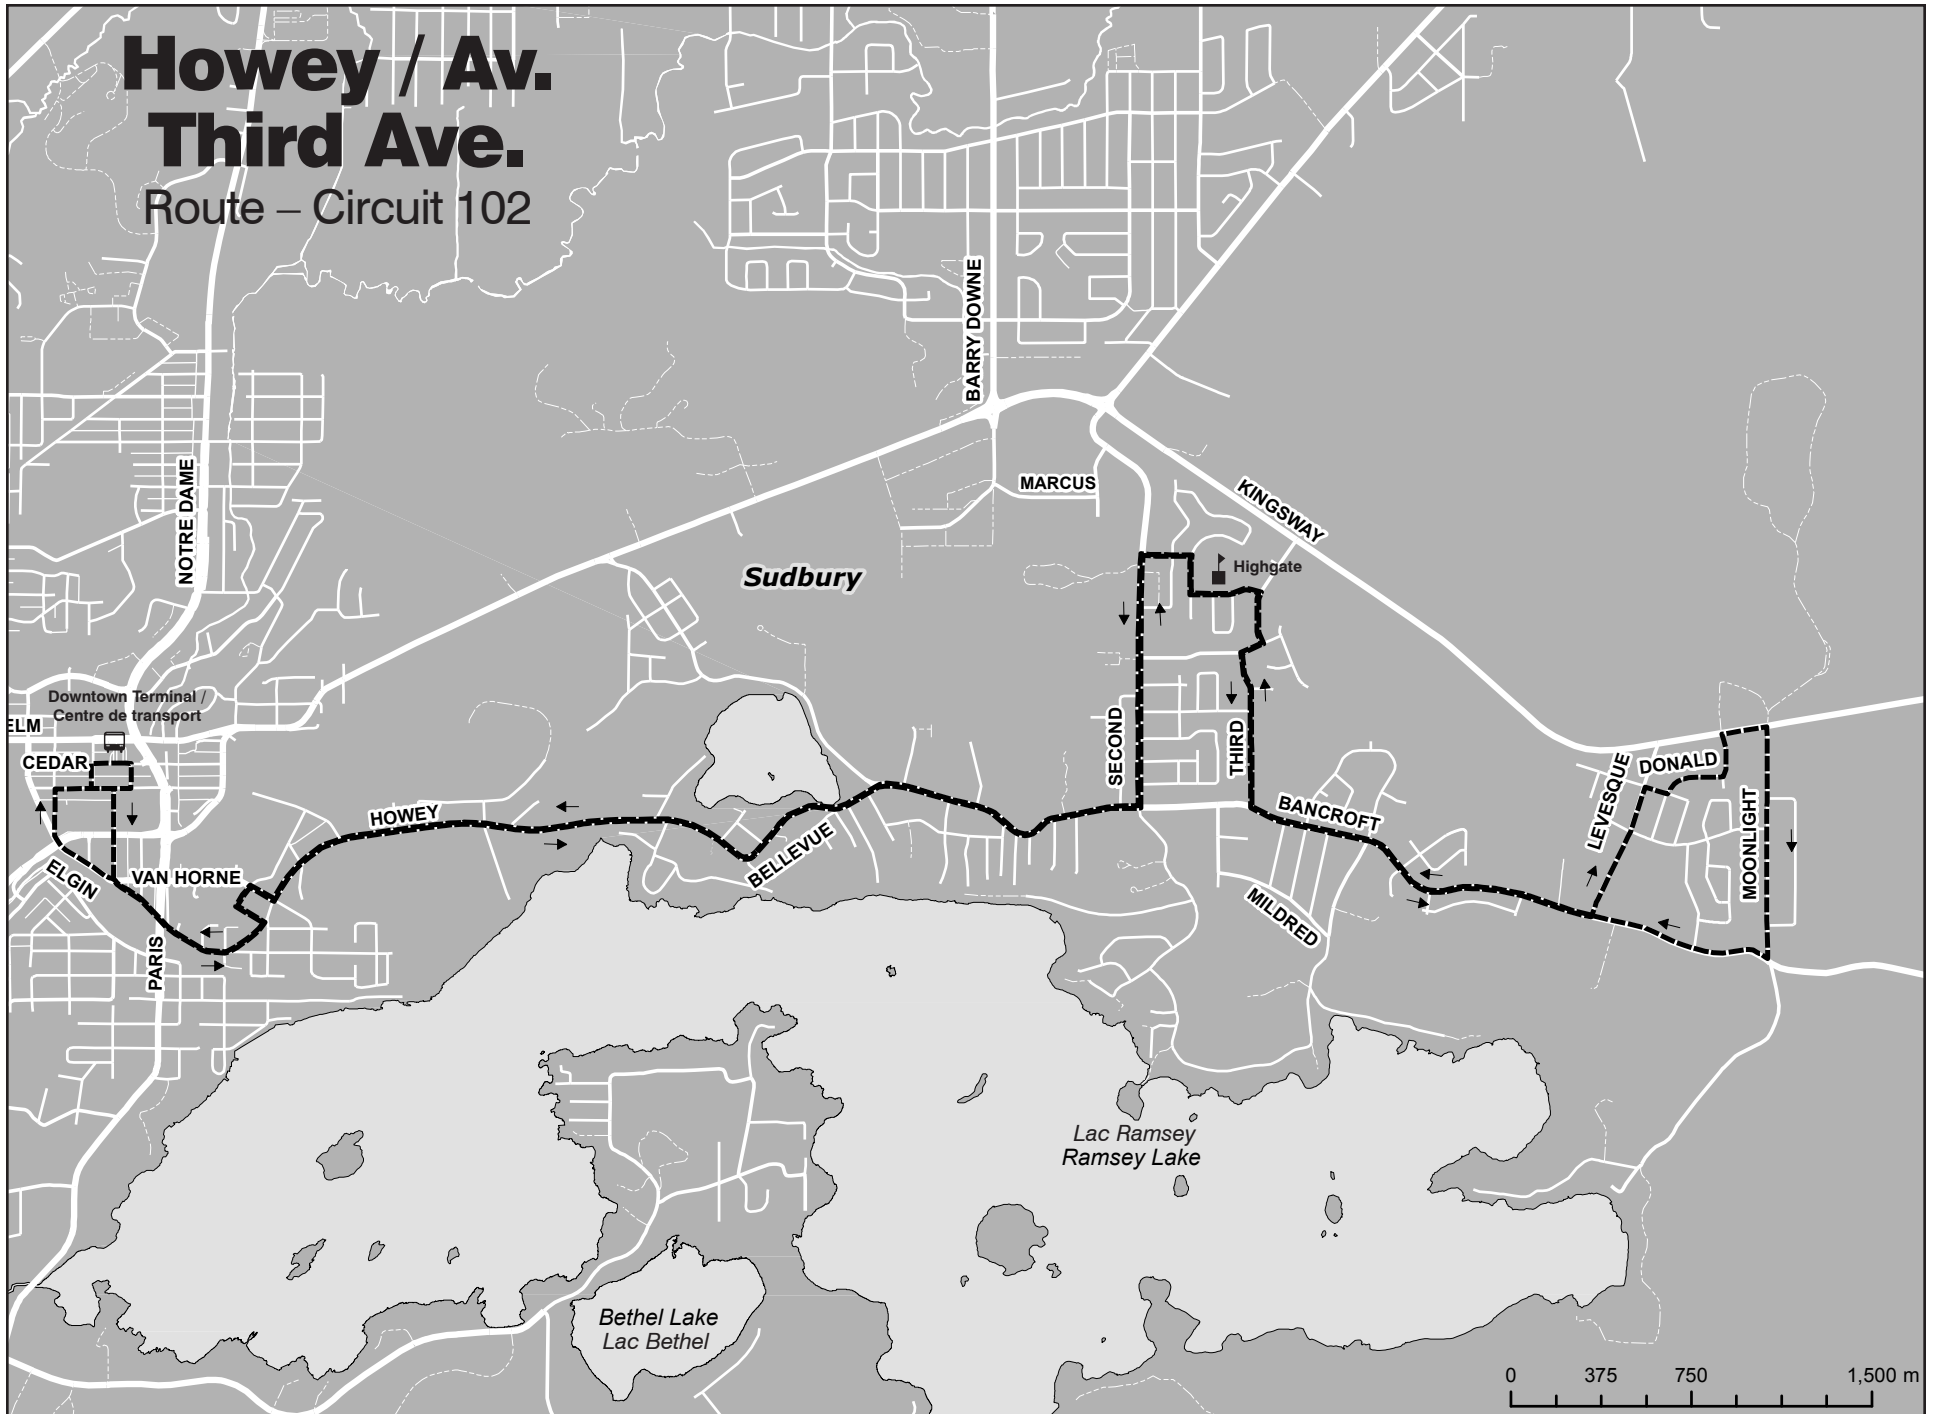 Howey / Av.
Third Ave.
Route – Circuit 102
BARRY DOWNE
NOTRE DAME
MARCUS
KINGSWAY
Sudbury
Highgate
Downtown Terminal /
Centre de transport
ELM
CEDAR
SECOND
THIRD
LEVESQUE
DONALD
MOONLIGHT
HOWEY
BANCROFT
BELLEVUE
ELGIN
VAN HORNE
MILDRED
PARIS
Lac Ramsey
Ramsey Lake
Bethel Lake
Lac Bethel
0 375 750 1,500 m